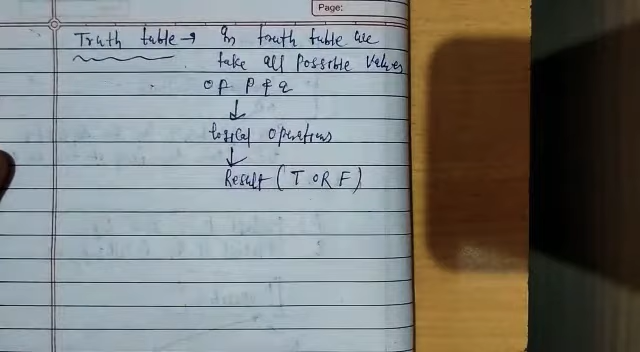 Page:
Truth table → In truth table we
take all possible values
of P & q
↓
logical operations
↓
Result (T OR F)